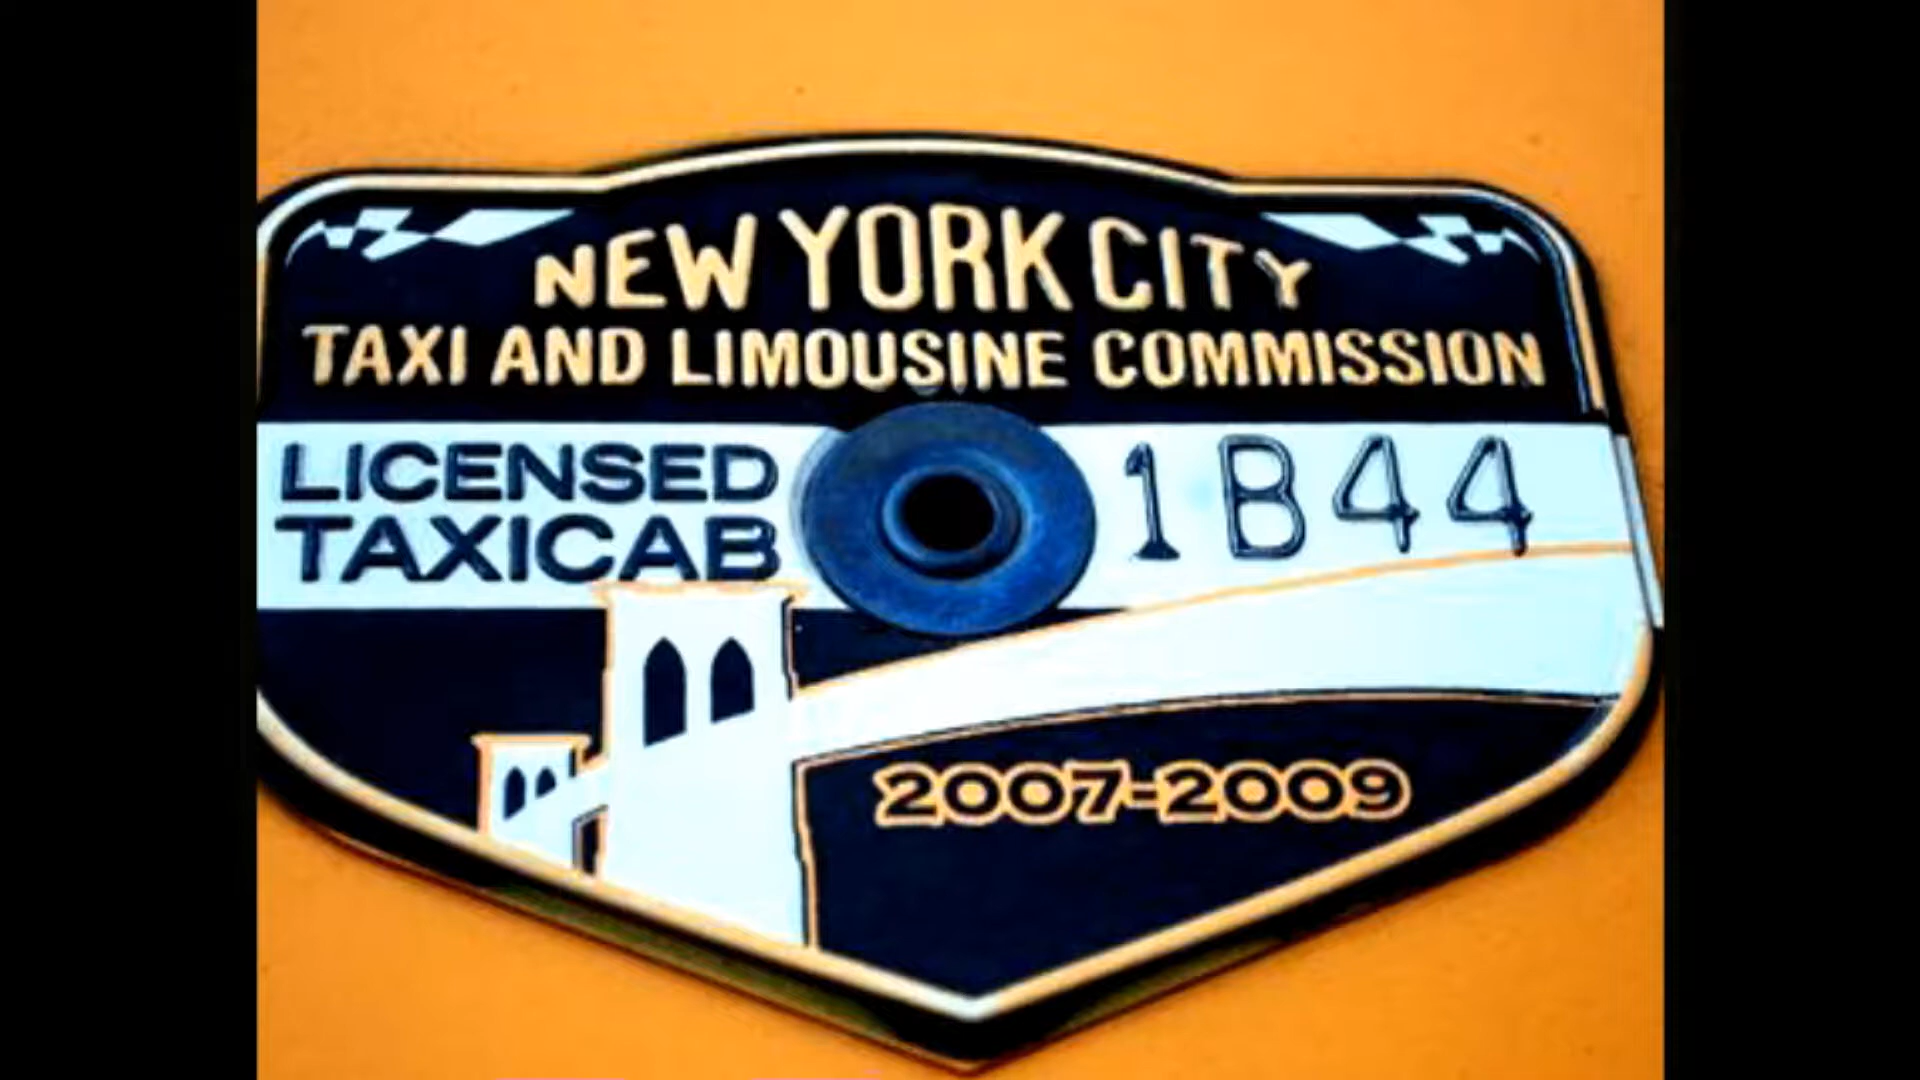 NEW YORK CITY
TAXI AND LIMOUSINE COMMISSION
LICENSED
TAXICAB
1B44
2007-2009